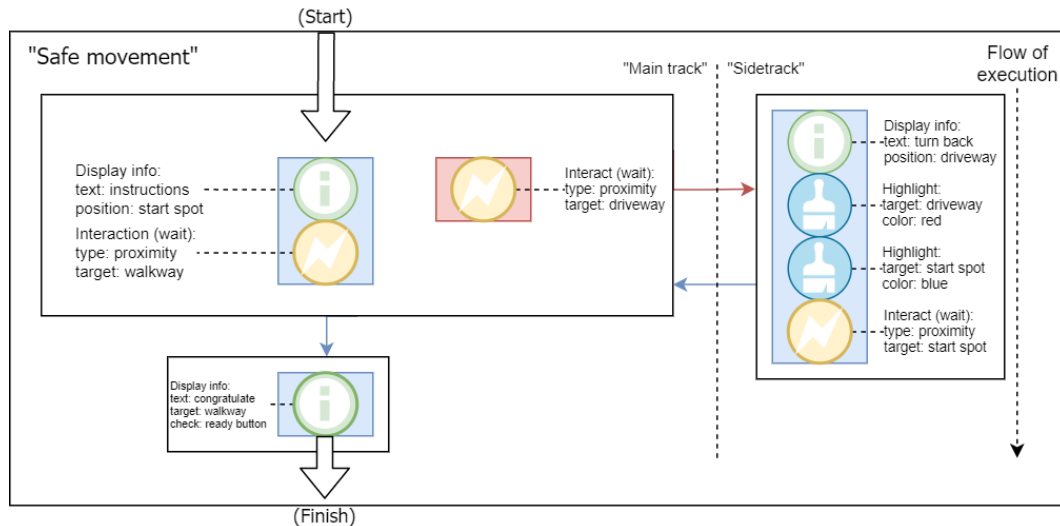 (Start)
"Safe movement"
"Main track"
"Sidetrack"
Flow of
execution
Display info:
text: instructions
position: start spot
Interaction (wait):
type: proximity
target: walkway
Interact (wait):
type: proximity
target: driveway
Display info:
text: turn back
position: driveway
Highlight:
target: driveway
color: red
Highlight:
target: start spot
color: blue
Interact (wait):
type: proximity
target: start spot
Display info:
text: congratulate
target: walkway
check: ready button
(Finish)